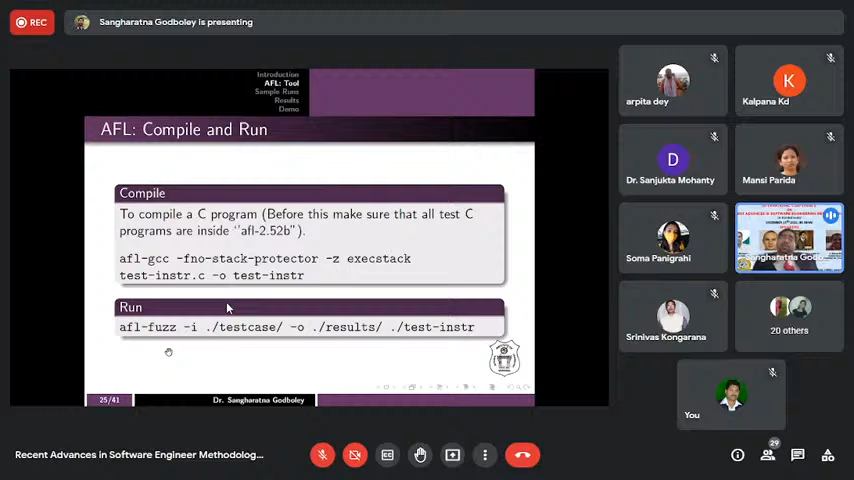 REC
Sangharatna Godboley is presenting
Introduction
AFL: Tool
Sample Runs
Results
Demo
AFL: Compile and Run
Compile
To compile a C program (Before this make sure that all test C
programs are inside "afl-2.52b").
afl-gcc -fno-stack-protector -z execstack
test-instr.c -o test-instr
Run
afl-fuzz -i ./testcase/ -o ./results/ ./test-instr
25/41
Dr. Sangharatna Godboley
arpita dey
K
Kalpana Kd
D
Dr. Sanjukta Mohanty
Mansi Parida
Soma Panigrahi
Sangharatna Godb
Srinivas Kongarana
20 others
You
Recent Advances in Software Engineer Methodolog...
29